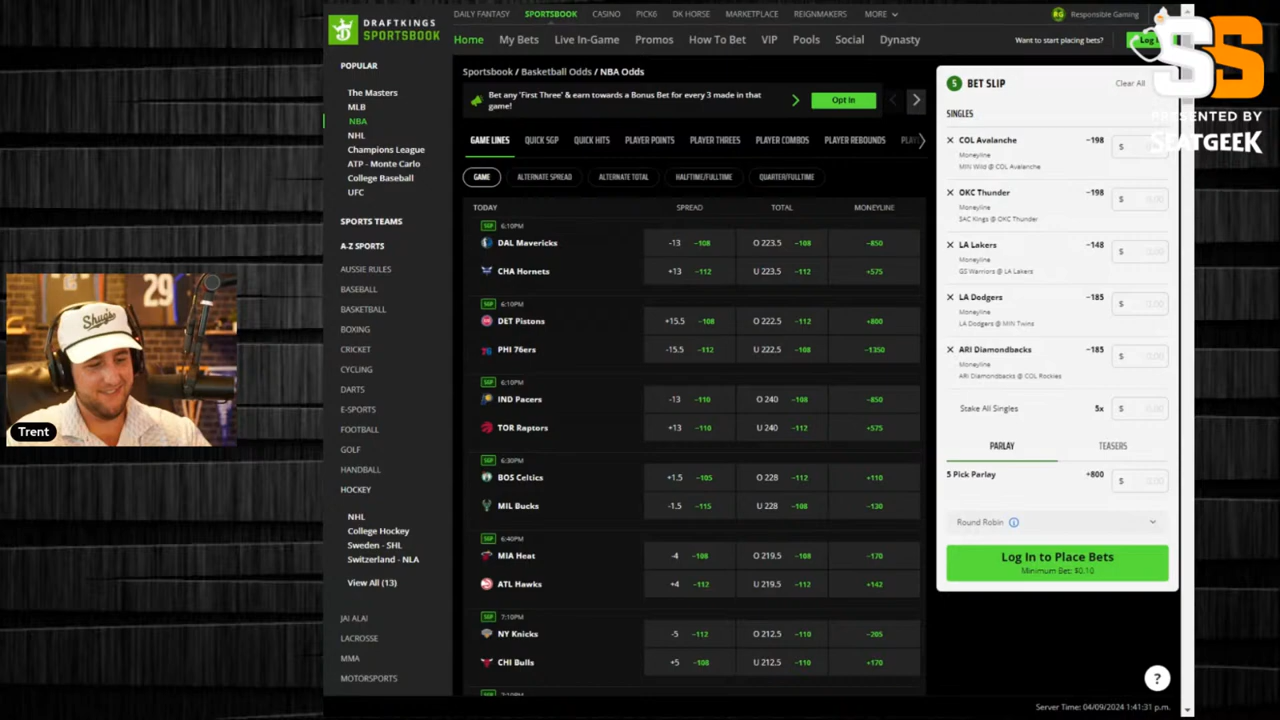 DRAFTKINGS
SPORTSBOOK
DAILY FANTASY SPORTSBOOK CASINO PICK6 DK HORSE MARKETPLACE REIGNMAKERS MORE
RG Responsible Gaming
Home My Bets Live In-Game Promos How To Bet VIP Pools Social Dynasty
Want to start placing bets?
SS
PRESENTED BY
SEATGEEK
POPULAR
The Masters
MLB
NBA
NHL
Champions League
ATP - Monte Carlo
College Baseball
UFC
SPORTS TEAMS
A-Z SPORTS
AUSSIE RULES
BASEBALL
BASKETBALL
BOXING
CRICKET
CYCLING
DARTS
E-SPORTS
FOOTBALL
GOLF
HANDBALL
HOCKEY
NHL
College Hockey
Sweden - SHL
Switzerland - NLA
View All (13)
JAI ALAI
LACROSSE
MMA
MOTORSPORTS
Shug's
29
Trent
Sportsbook / Basketball Odds / NBA Odds
Bet any 'First Three' & earn towards a Bonus Bet for every 3 made in that
game!
Opt In
GAME LINES QUICK SGP QUICK HITS PLAYER POINTS PLAYER THREES PLAYER COMBOS PLAYER REBOUNDS
GAME ALTERNATE SPREAD ALTERNATE TOTAL HALFTIME/FULLTIME QUARTER/FULLTIME
TODAY SPREAD TOTAL MONEYLINE
SGP 6:10PM
DAL Mavericks -13 -108 O 223.5 -108 -850
CHA Hornets +13 -112 U 223.5 -112 +575
SGP 6:10PM
DET Pistons +15.5 -108 O 222.5 -112 +800
PHI 76ers -15.5 -112 U 222.5 -108 -1350
SGP 6:10PM
IND Pacers -13 -110 O 240 -108 -850
TOR Raptors +13 -110 U 240 -112 +575
SGP 6:30PM
BOS Celtics +1.5 -105 O 228 -112 +110
MIL Bucks -1.5 -115 U 228 -108 -130
SGP 6:40PM
MIA Heat -4 -108 O 219.5 -108 -170
ATL Hawks +4 -112 U 219.5 -112 +142
SGP 7:10PM
NY Knicks -5 -112 O 212.5 -110 -205
CHI Bulls +5 -108 U 212.5 -110 +170
5 BET SLIP Clear All
SINGLES
COL Avalanche -198
Moneyline $
MIN Wild @ COL Avalanche
OKC Thunder -198
Moneyline $
SAC Kings @ OKC Thunder
LA Lakers -148
Moneyline $
GS Warriors @ LA Lakers
LA Dodgers -185
Moneyline $
LA Dodgers @ MIN Twins
ARI Diamondbacks -185
Moneyline $
ARI Diamondbacks @ COL Rockies
Stake All Singles 5x $
PARLAY TEASERS
5 Pick Parlay +800 $
Round Robin
Log In to Place Bets
Minimum Bet: $0.10
?
Server Time: 04/09/2024 1:41:31 p.m.